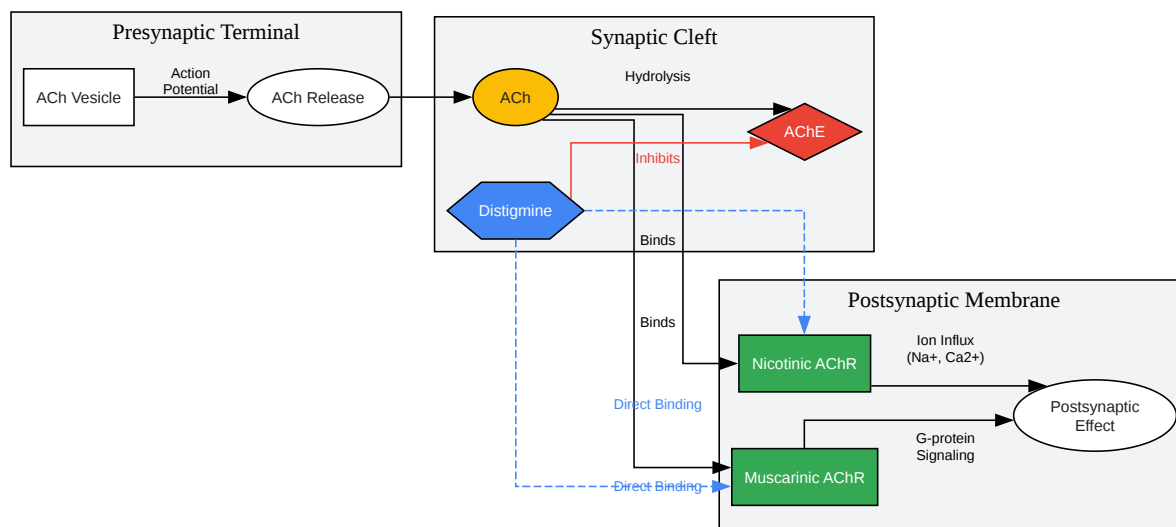 Presynaptic Terminal
ACh Vesicle
Action
Potential
ACh Release
Synaptic Cleft
ACh
Hydrolysis
AChE
Inhibits
Distigmine
Binds
Binds
Direct Binding
Direct Binding
Postsynaptic Membrane
Nicotinic AChR
Ion Influx
(Na+, Ca2+)
Postsynaptic
Effect
G-protein
Signaling
Muscarinic AChR